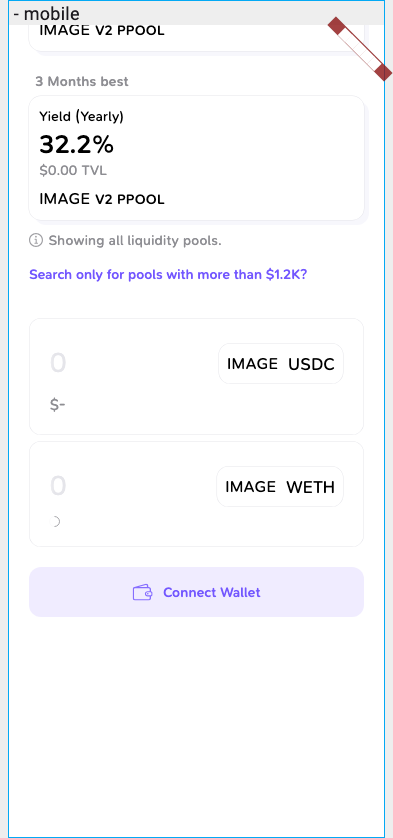 - mobile
IMAGE V2 PPOOL
3 Months best
Yield (Yearly)
32.2%
$0.00 TVL
IMAGE V2 PPOOL
Showing all liquidity pools.
Search only for pools with more than $1.2K?
0
IMAGE USDC
$-
0
IMAGE WETH
Connect Wallet